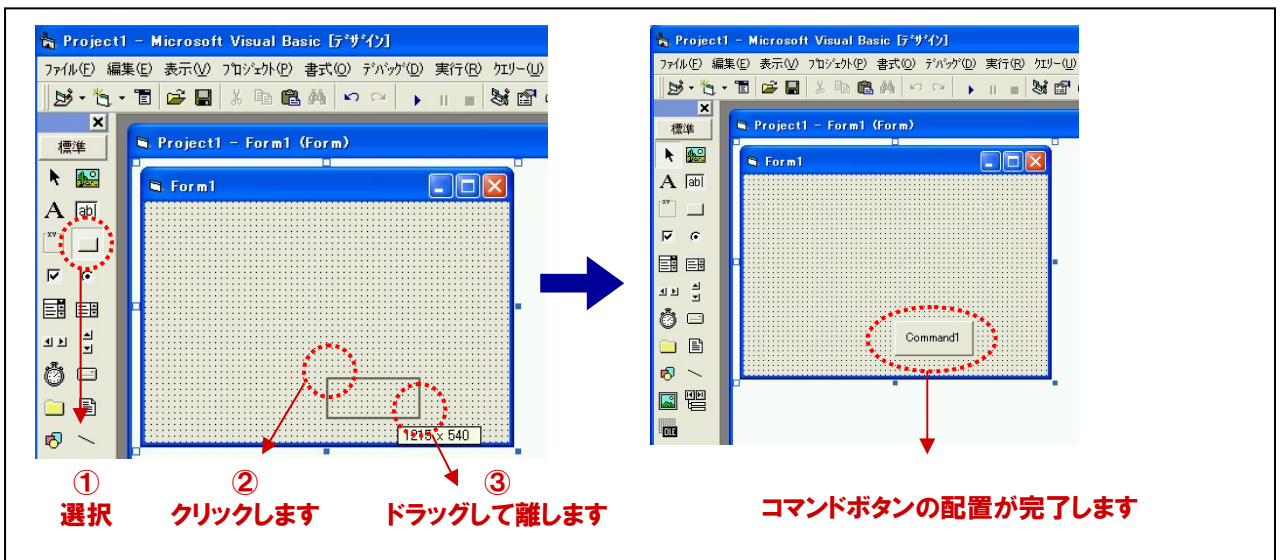 Project1 - Microsoft Visual Basic [ﾃﾞｻﾞｲﾝ]
ﾌｧｲﾙ(F) 編集(E) 表示(V) ﾌﾟﾛｼﾞｪｸﾄ(P) 書式(O) ﾃﾞﾊﾞｯｸﾞ(D) 実行(R) ｸｴﾘｰ(U)
標準
Project1 - Form1 (Form)
Form1
A
ab|
XY
1215 x 540
①
選択
②
クリックします
③
ドラッグして離します
Project1 - Microsoft Visual Basic [ﾃﾞｻﾞｲﾝ]
ﾌｧｲﾙ(F) 編集(E) 表示(V) ﾌﾟﾛｼﾞｪｸﾄ(P) 書式(O) ﾃﾞﾊﾞｯｸﾞ(D) 実行(R) ｸｴﾘｰ(U)
標準
Project1 - Form1 (Form)
Form1
A
ab|
XY
Command1
OLE
コマンドボタンの配置が完了します